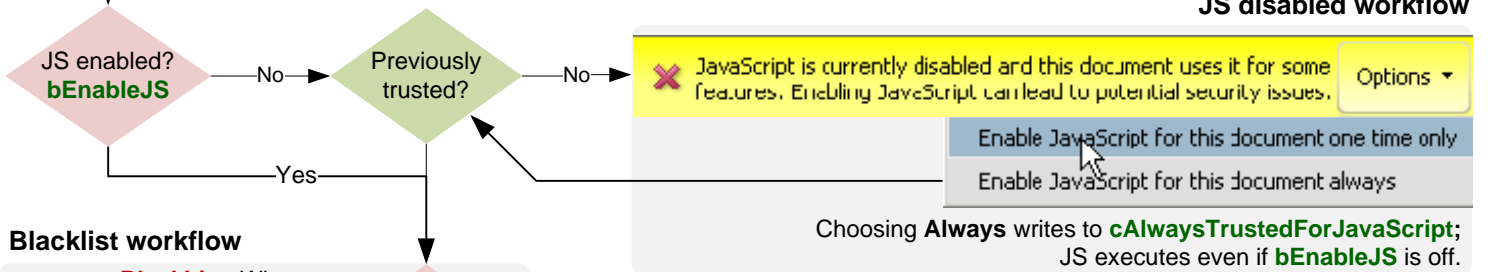 JS disabled workflow
JS enabled?
bEnableJS
No
Previously
trusted?
No
JavaScript is currently disabled and this document uses it for some
features. Enabling JavaScript can lead to potential security issues.
Options
Enable JavaScript for this document one time only
Enable JavaScript for this document always
Yes
Choosing Always writes to cAlwaysTrustedForJavaScript;
JS executes even if bEnableJS is off.
Blacklist workflow